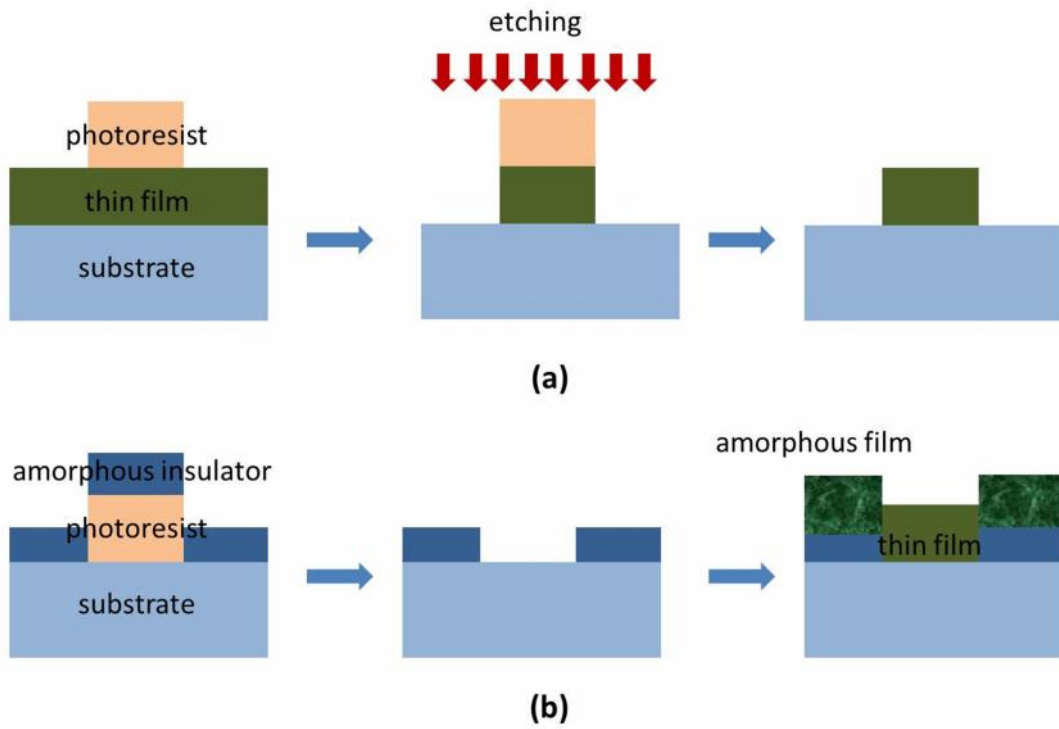 etching
photoresist
thin film
substrate
(a)
amorphous film
amorphous insulator
photoresist
thin film
substrate
(b)